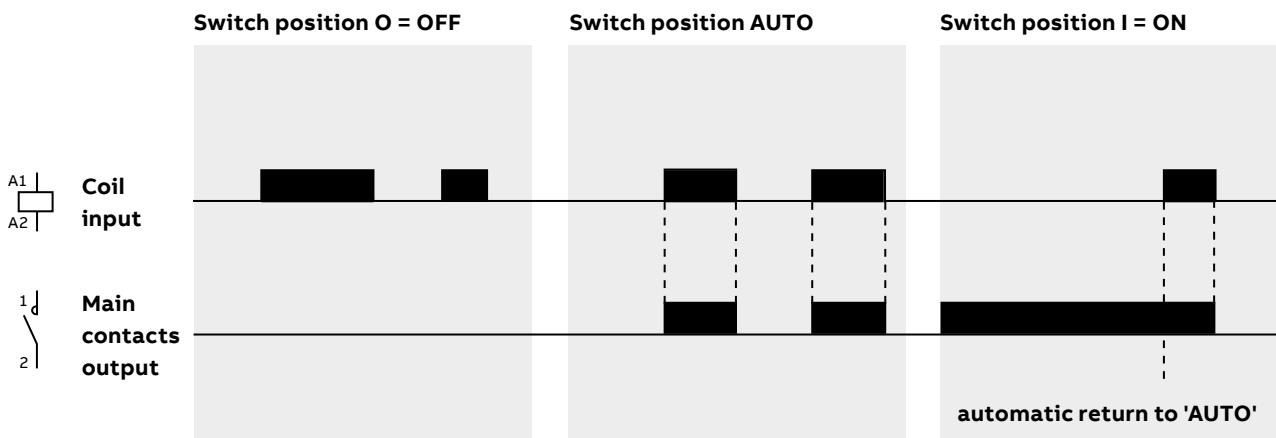 Switch position O = OFF
Switch position AUTO
Switch position I = ON
A1
A2
Coil
input
1
2
Main
contacts
output
automatic return to 'AUTO'